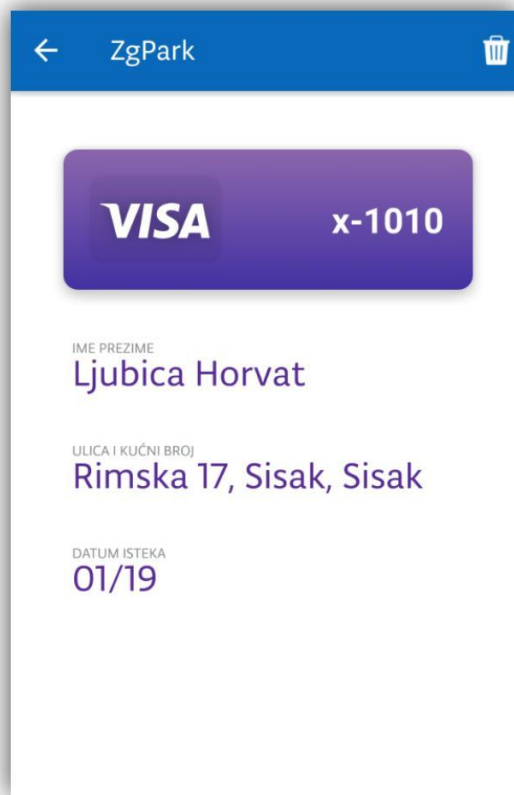 ZgPark
VISA x-1010
IME PREZIME
Ljubica Horvat
ULICA I KUĆNI BROJ
Rimska 17, Sisak, Sisak
DATUM ISTEKA
01/19